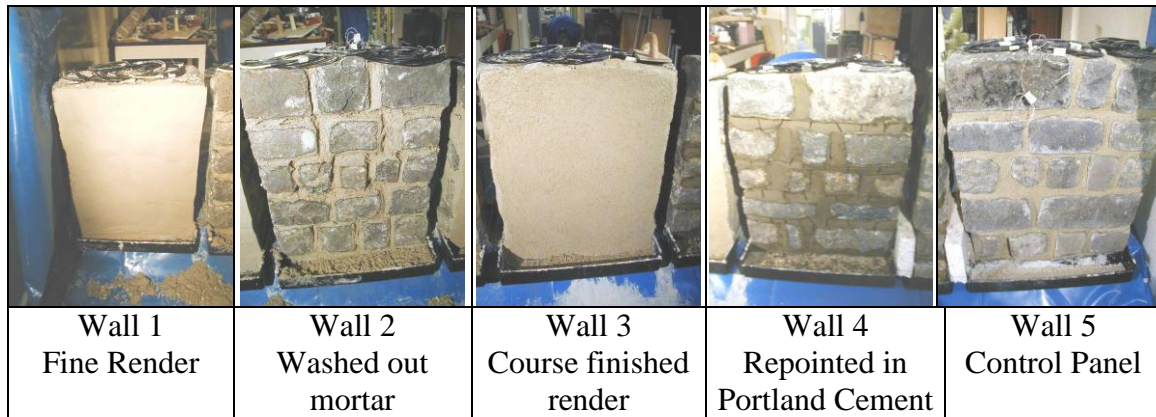 Wall 1
Fine Render
Wall 2
Washed out
mortar
Wall 3
Course finished
render
Wall 4
Repointed in
Portland Cement
Wall 5
Control Panel